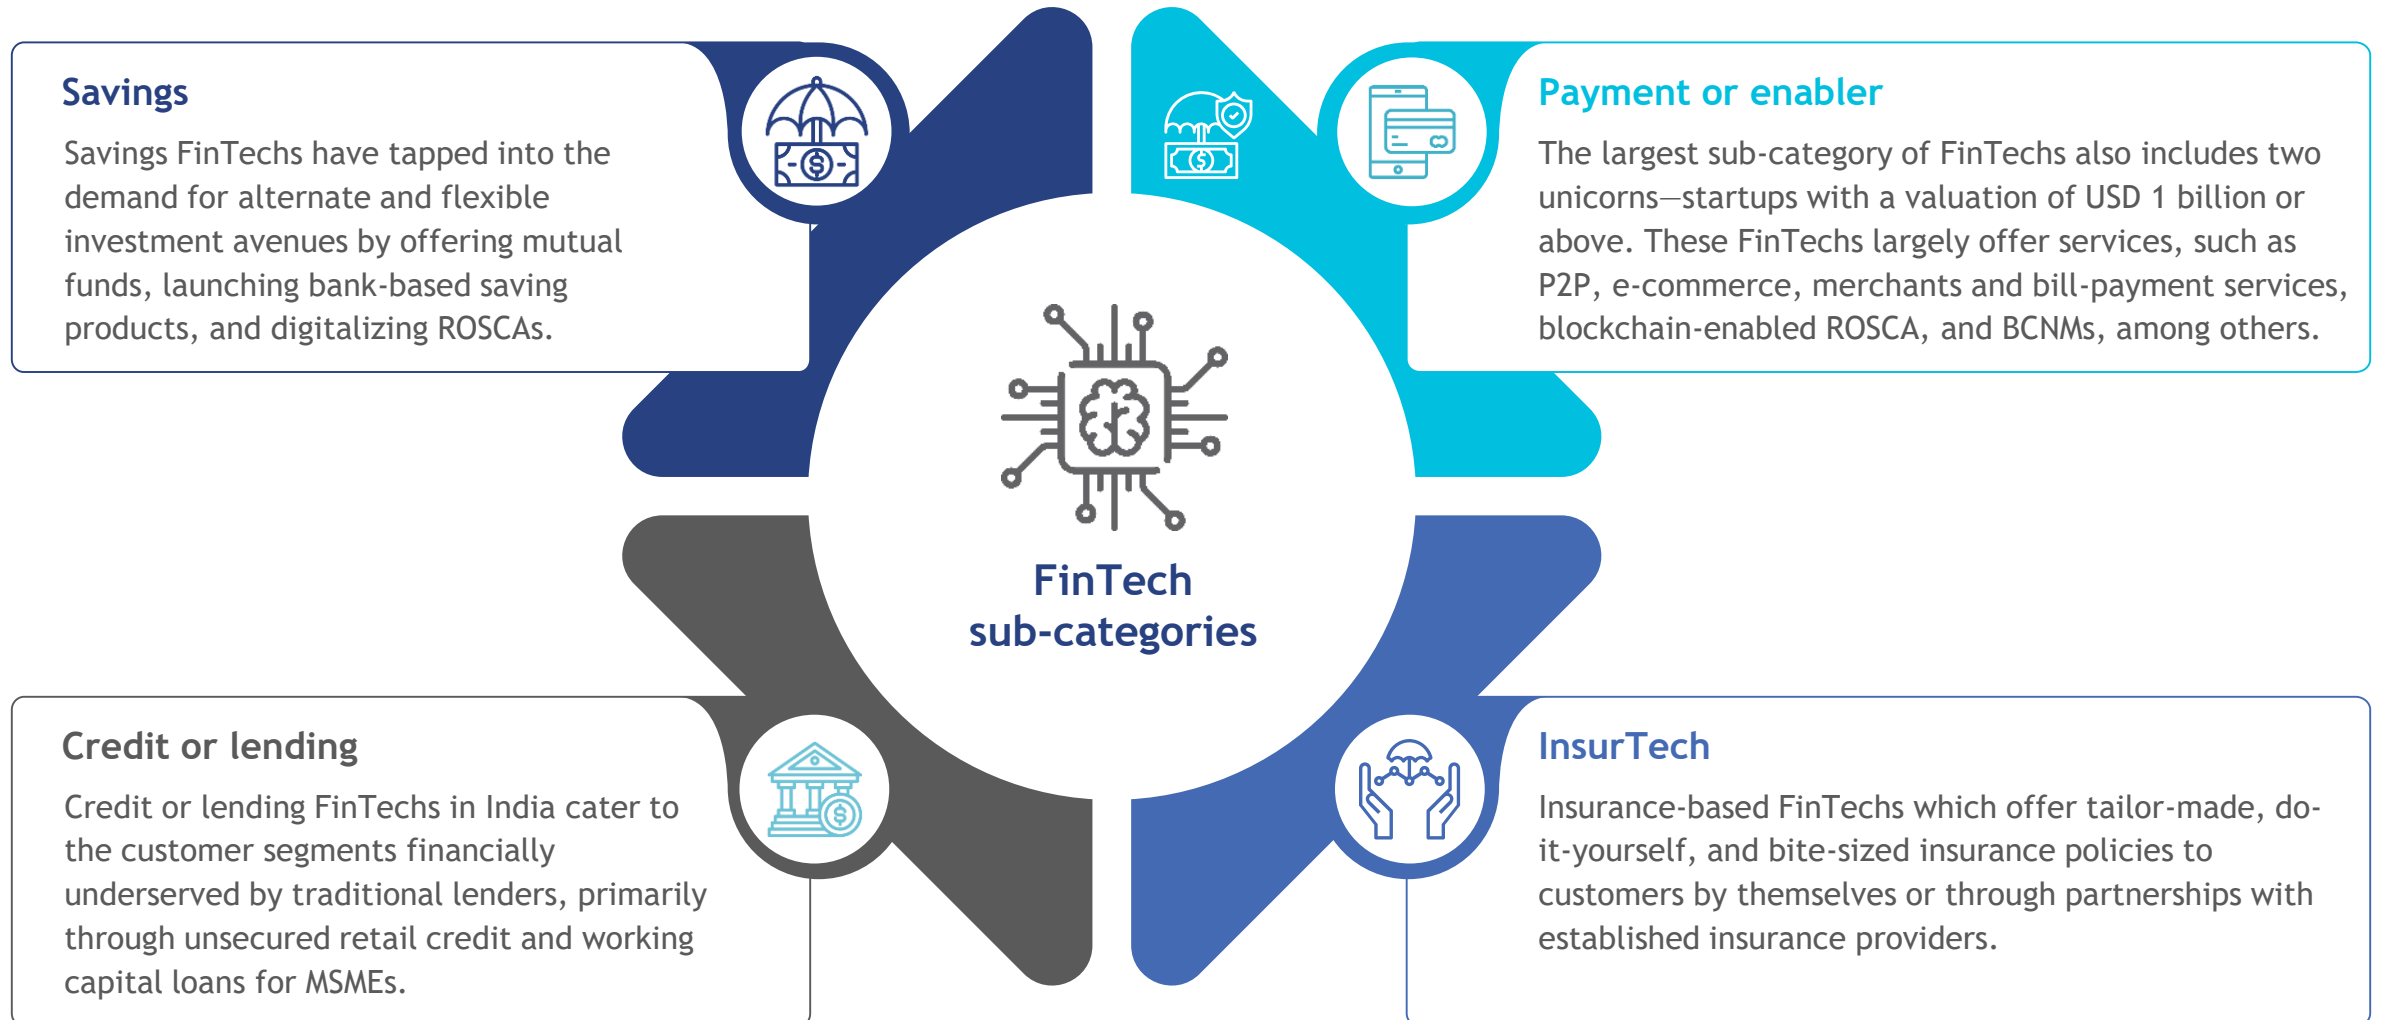 Savings
Savings FinTechs have tapped into the
demand for alternate and flexible
investment avenues by offering mutual
funds, launching bank-based saving
products, and digitalizing ROSCAs.
Payment or enabler
The largest sub-category of FinTechs also includes two
unicorns—startups with a valuation of USD 1 billion or
above. These FinTechs largely offer services, such as
P2P, e-commerce, merchants and bill-payment services,
blockchain-enabled ROSCA, and BCNMs, among others.
FinTech
sub-categories
Credit or lending
Credit or lending FinTechs in India cater to
the customer segments financially
underserved by traditional lenders, primarily
through unsecured retail credit and working
capital loans for MSMEs.
InsurTech
Insurance-based FinTechs which offer tailor-made, do-
it-yourself, and bite-sized insurance policies to
customers by themselves or through partnerships with
established insurance providers.